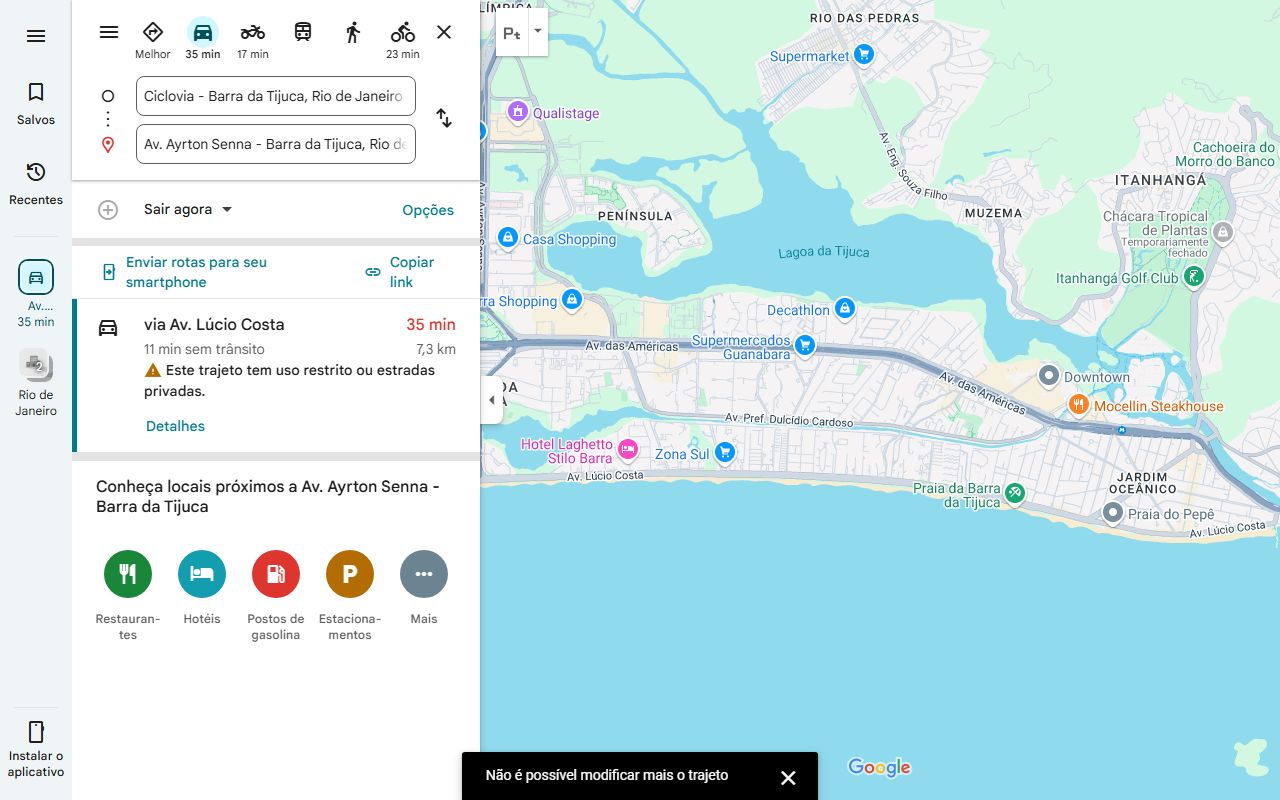 Melhor
35 min
17 min
23 min
Ciclovia - Barra da Tijuca, Rio de Janeiro
Av. Ayrton Senna - Barra da Tijuca, Rio de
Salvos
Recentes
Av....
35 min
Rio de
Janeiro
Instalar o
aplicativo
Sair agora
Opções
Enviar rotas para seu
smartphone
Copiar
link
via Av. Lúcio Costa
35 min
11 min sem trânsito
7,3 km
Este trajeto tem uso restrito ou estradas
privadas.
Detalhes
Conheça locais próximos a Av. Ayrton Senna -
Barra da Tijuca
Restauran-
tes
Hotéis
Postos de
gasolina
Estaciona-
mentos
Mais
RIO DAS PEDRAS
Supermarket
Qualistage
Av. Eng. Souza Filho
Cachoeira do
Morro do Banco
ITANHANGÁ
PENÍNSULA
MUZEMA
Chácara Tropical
de Plantas
Temporariamente
fechado
Casa Shopping
Lagoa da Tijuca
Itanhangá Golf Club
rra Shopping
Decathlon
Supermercados
Guanabara
Av. das Américas
Downtown
Av. das Américas
Mocellin Steakhouse
Av. Pref. Dulcídio Cardoso
Hotel Laghetto
Stilo Barra
Zona Sul
Av. Lúcio Costa
JARDIM
OCEÂNICO
Praia da Barra
da Tijuca
Praia do Pepê
Av. Lúcio Costa
Não é possível modificar mais o trajeto
Google